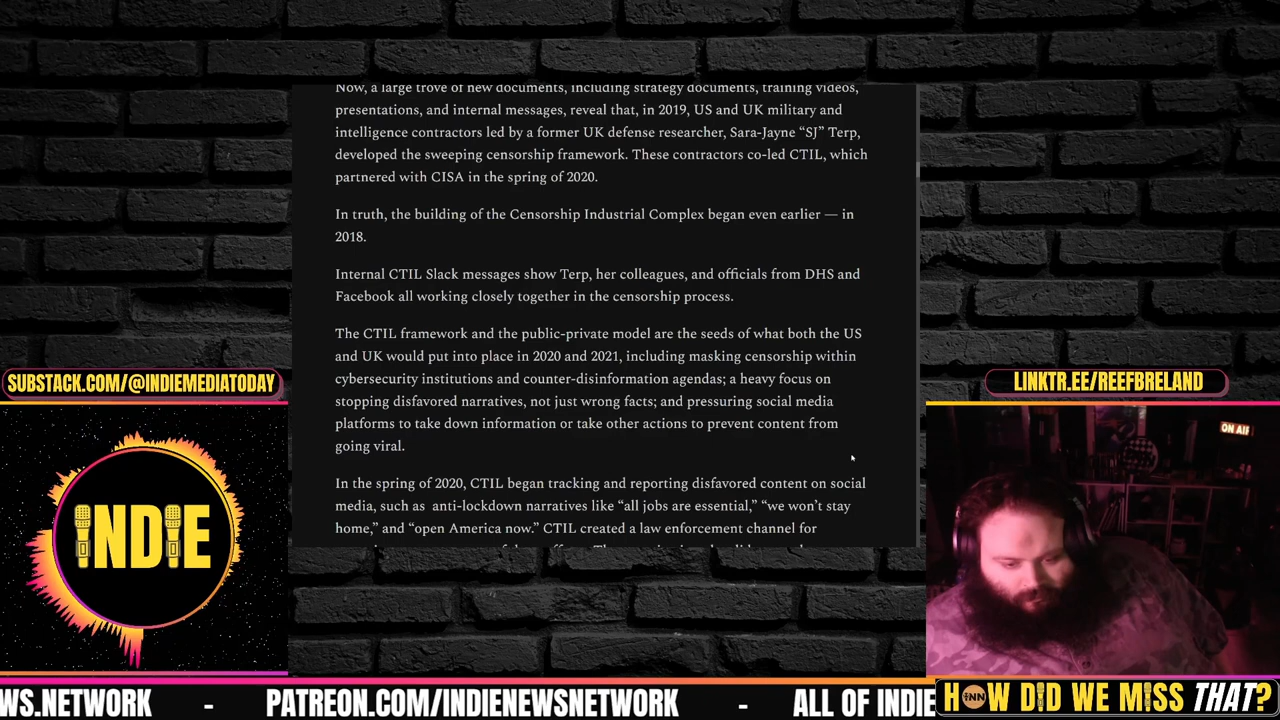 Now, a large trove of new documents, including strategy documents, training videos,
presentations, and internal messages, reveal that, in 2019, US and UK military and
intelligence contractors led by a former UK defense researcher, Sara-Jayne “SJ” Terp,
developed the sweeping censorship framework. These contractors co-led CTIL, which
partnered with CISA in the spring of 2020.
In truth, the building of the Censorship Industrial Complex began even earlier — in
2018.
Internal CTIL Slack messages show Terp, her colleagues, and officials from DHS and
Facebook all working closely together in the censorship process.
The CTIL framework and the public-private model are the seeds of what both the US
and UK would put into place in 2020 and 2021, including masking censorship within
cybersecurity institutions and counter-disinformation agendas; a heavy focus on
stopping disfavored narratives, not just wrong facts; and pressuring social media
platforms to take down information or take other actions to prevent content from
going viral.
In the spring of 2020, CTIL began tracking and reporting disfavored content on social
media, such as anti-lockdown narratives like “all jobs are essential,” “we won’t stay
home,” and “open America now.” CTIL created a law enforcement channel for
SUBSTACK.COM/@INDIEMEDIATODAY
INDIE
LINKTR.EE/REEFBRELAND
ON AIR
WS.NETWORK - PATREON.COM/INDIENEWSNETWORK - ALL OF INDIE
HOW DID WE MISS THAT?
INN